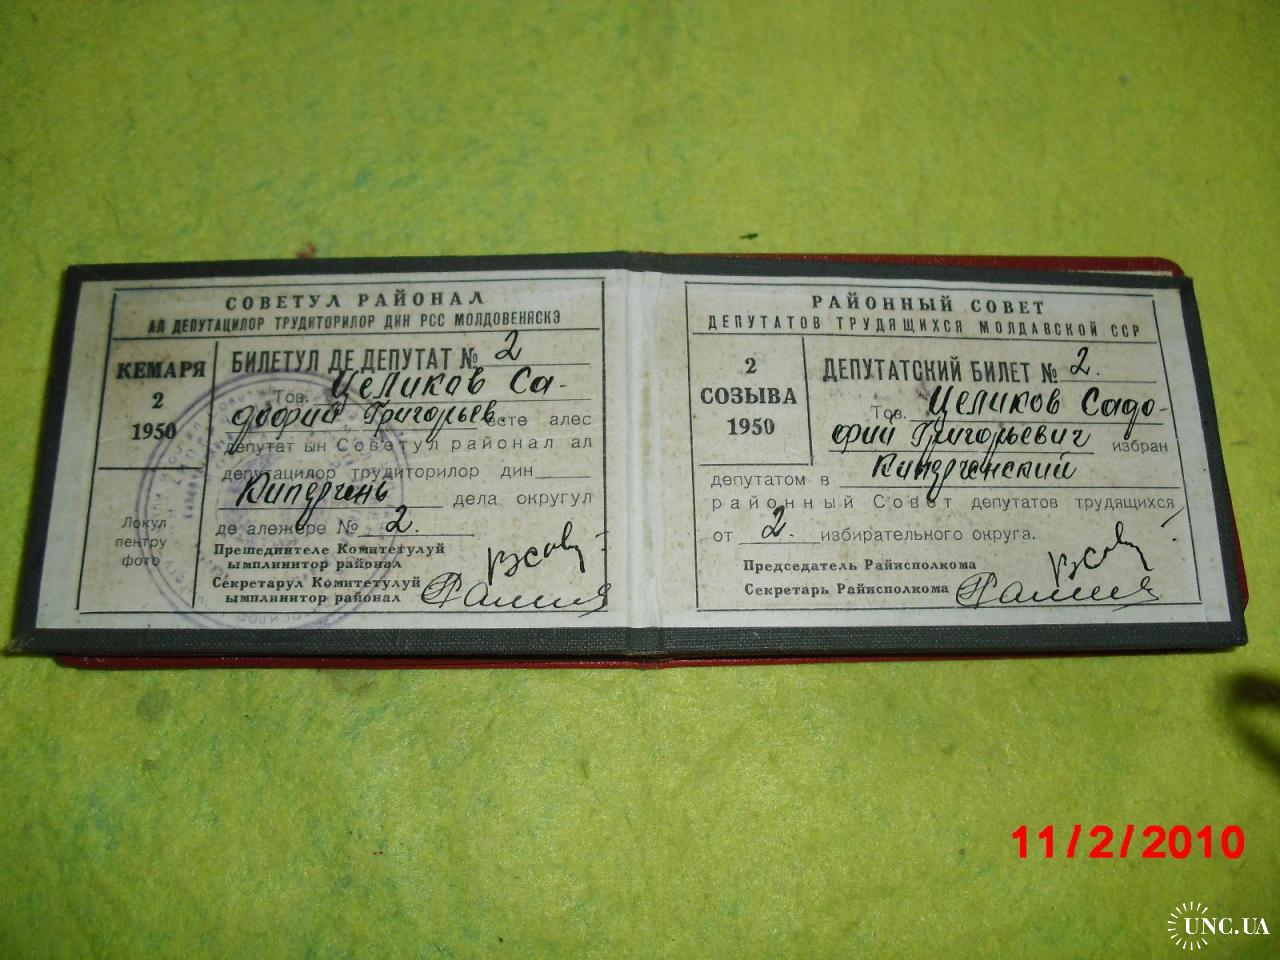 СОВЕТУЛ РАЙОНАЛ
АЛ ДЕПУТАЦИЛОР ТРУДИТОРИЛОР ДИН РСС МОЛДОВЕНЯСКЭ
КЕМАРЯ
2
1950
Локул
пентру
фото
БИЛЕТУЛ ДЕ ДЕПУТАТ № 2
Тов. Целиков Са-
дофий Григорьев. есте алес
депутат ын Советул районал ал
депутацилор трудиторилор дин
дела округул
де алежере № 2.
Прешединтеле Комитетулуй
ымплинитор районал
Секретарул Комитетулуй
ымплинитор районал
РАЙОННЫЙ СОВЕТ
ДЕПУТАТОВ ТРУДЯЩИХСЯ МОЛДАВСКОЙ ССР
2
СОЗЫВА
1950
ДЕПУТАТСКИЙ БИЛЕТ № 2.
Тов. Целиков Садо-
фий Григорьевич избран
депутатом в
районный Совет депутатов трудящихся
от 2. избирательного округа.
Председатель Райисполкома
Секретарь Райисполкома
11/2/2010
UNC.UA